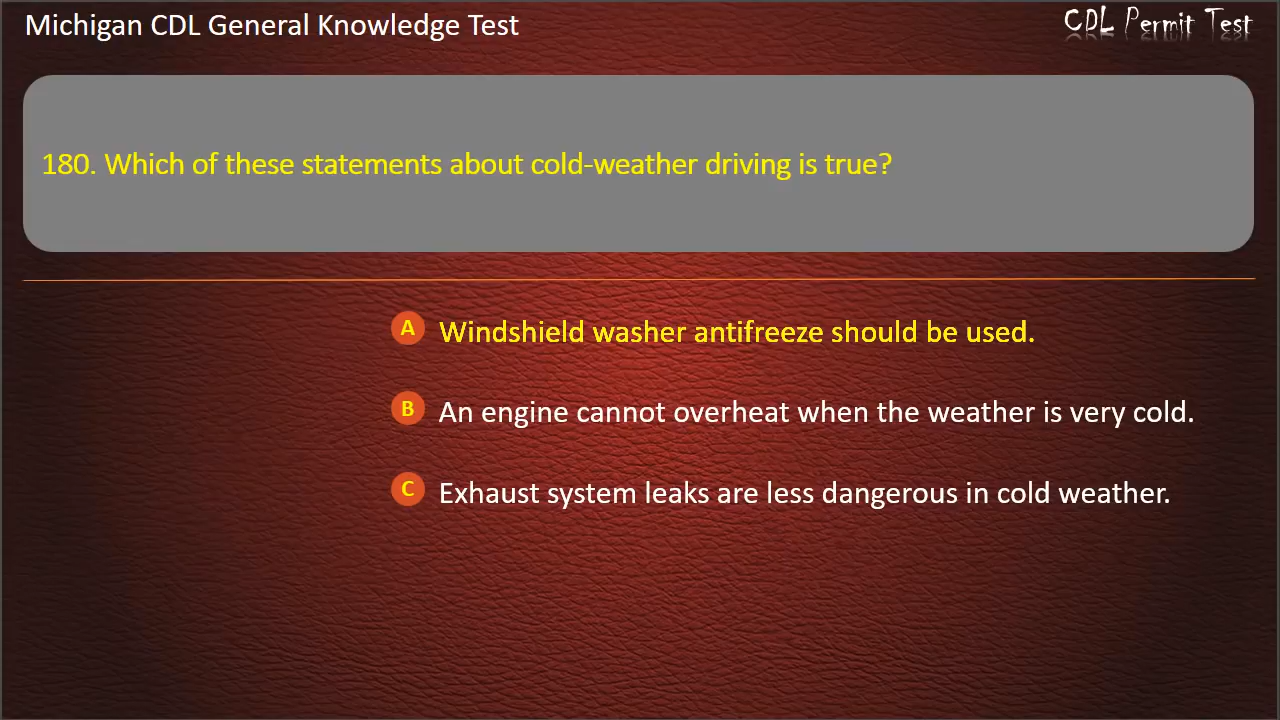 Michigan CDL General Knowledge Test
CDL Permit Test
180. Which of these statements about cold-weather driving is true?
A Windshield washer antifreeze should be used.
B An engine cannot overheat when the weather is very cold.
C Exhaust system leaks are less dangerous in cold weather.